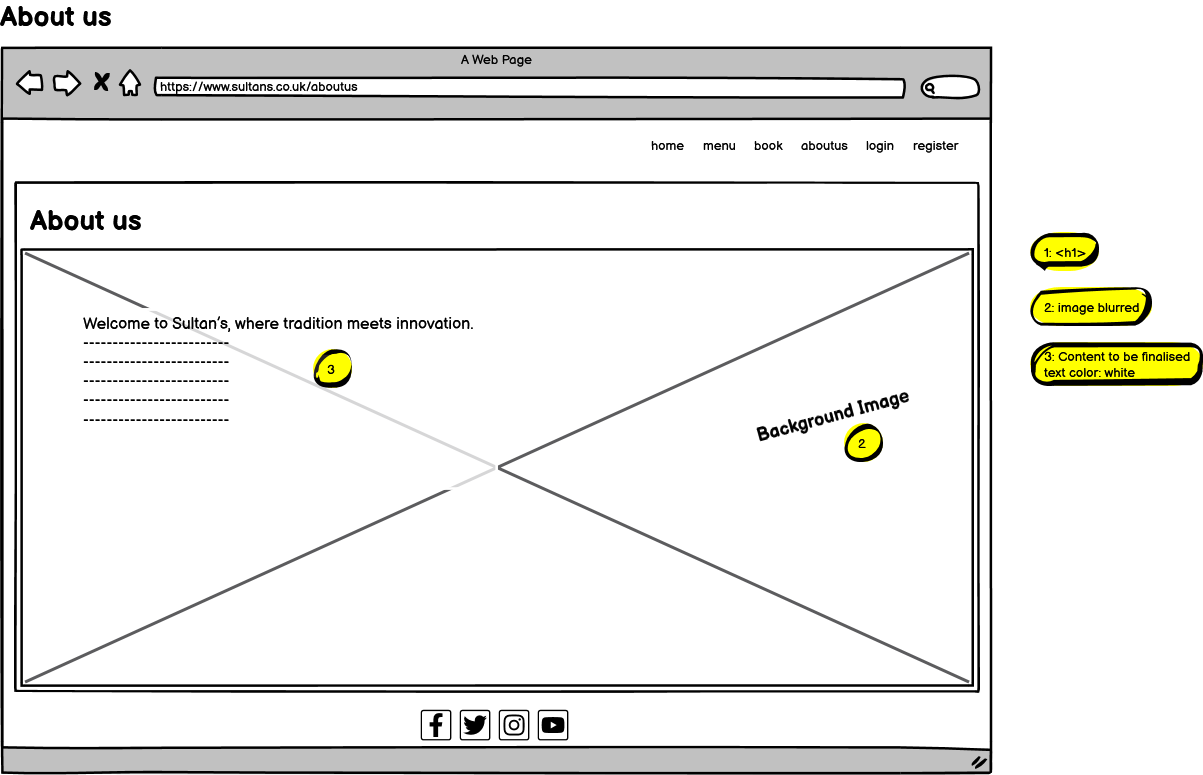 About us
A Web Page
https://www.sultans.co.uk/aboutus
home menu book aboutus login register
About us
1: <h1>
2: image blurred
3: Content to be finalised
text color: white
Welcome to Sultan's, where tradition meets innovation.
-------------------------
-------------------------
-------------------------
-------------------------
-------------------------
3
Background Image
2